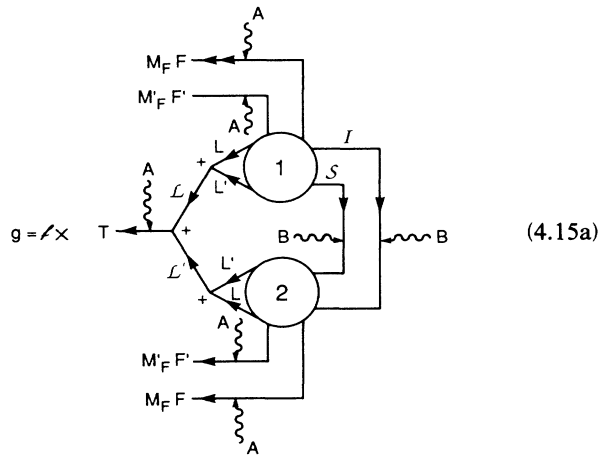 A
M_F F
M'_F F'
A
L
I
1
+
S
A
L'
ℒ
g = 𝓀 x T + B B (4.15a)
ℒ'
L'
2
+
L
A
M'_F F'
M_F F
A